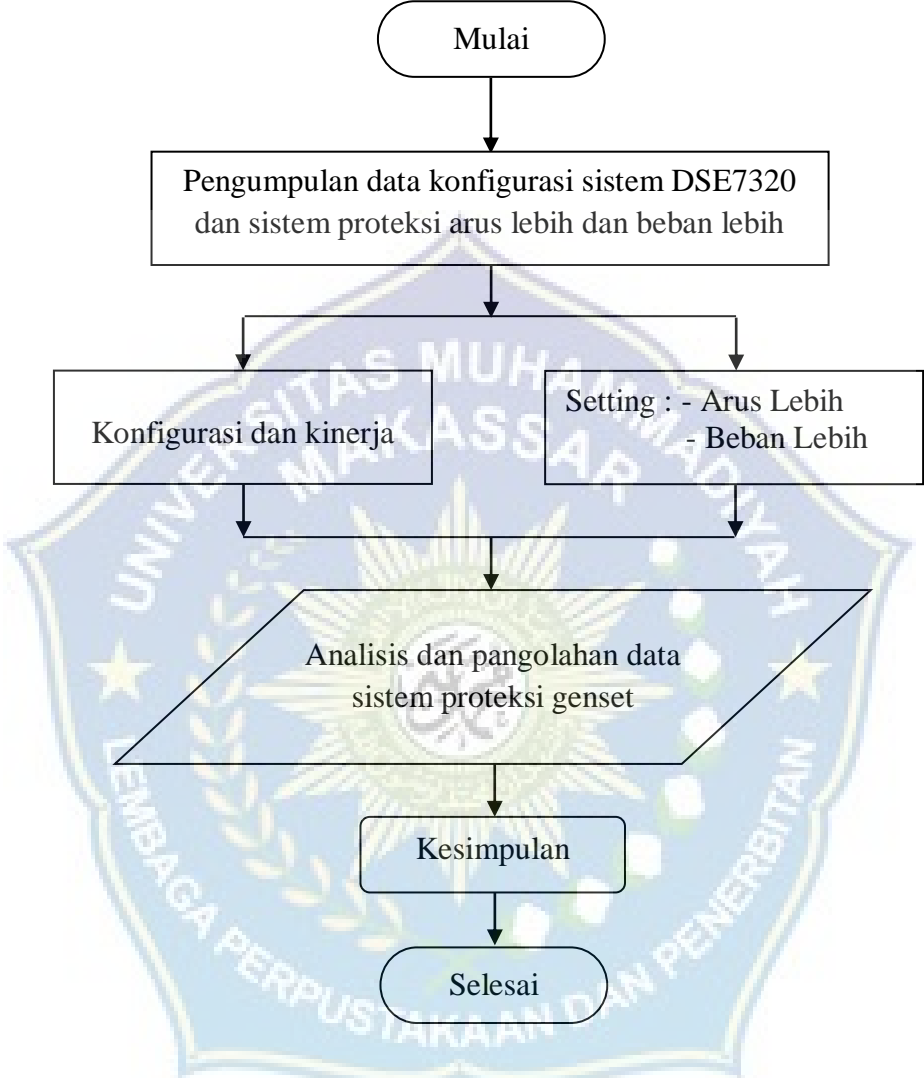 Mulai
Pengumpulan data konfigurasi sistem DSE7320
dan sistem proteksi arus lebih dan beban lebih
Konfigurasi dan kinerja
Setting : - Arus Lebih
- Beban Lebih
Analisis dan pangolahan data
sistem proteksi genset
Kesimpulan
Selesai
UNIVERSITAS MUHAMMADIYAH
MAKASSAR
LEMBAGA PERPUSTAKAAN DAN PENERBITAN